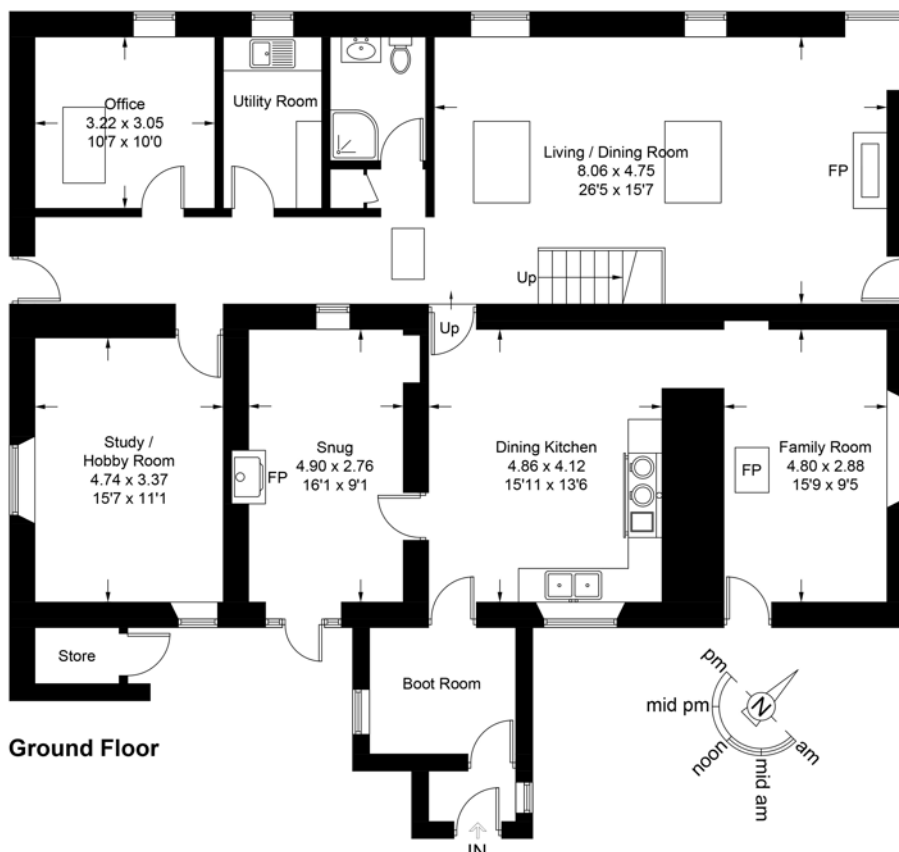 Office
3.22 x 3.05
10'7 x 10'0
Utility Room
Living / Dining Room
8.06 x 4.75
26'5 x 15'7
FP
Up
Up
Study /
Hobby Room
4.74 x 3.37
15'7 x 11'1
Snug
4.90 x 2.76
16'1 x 9'1
FP
Dining Kitchen
4.86 x 4.12
15'11 x 13'6
Family Room
4.80 x 2.88
15'9 x 9'5
FP
Store
Boot Room
Ground Floor
pm
mid pm
noon
mid am
am
N
IN